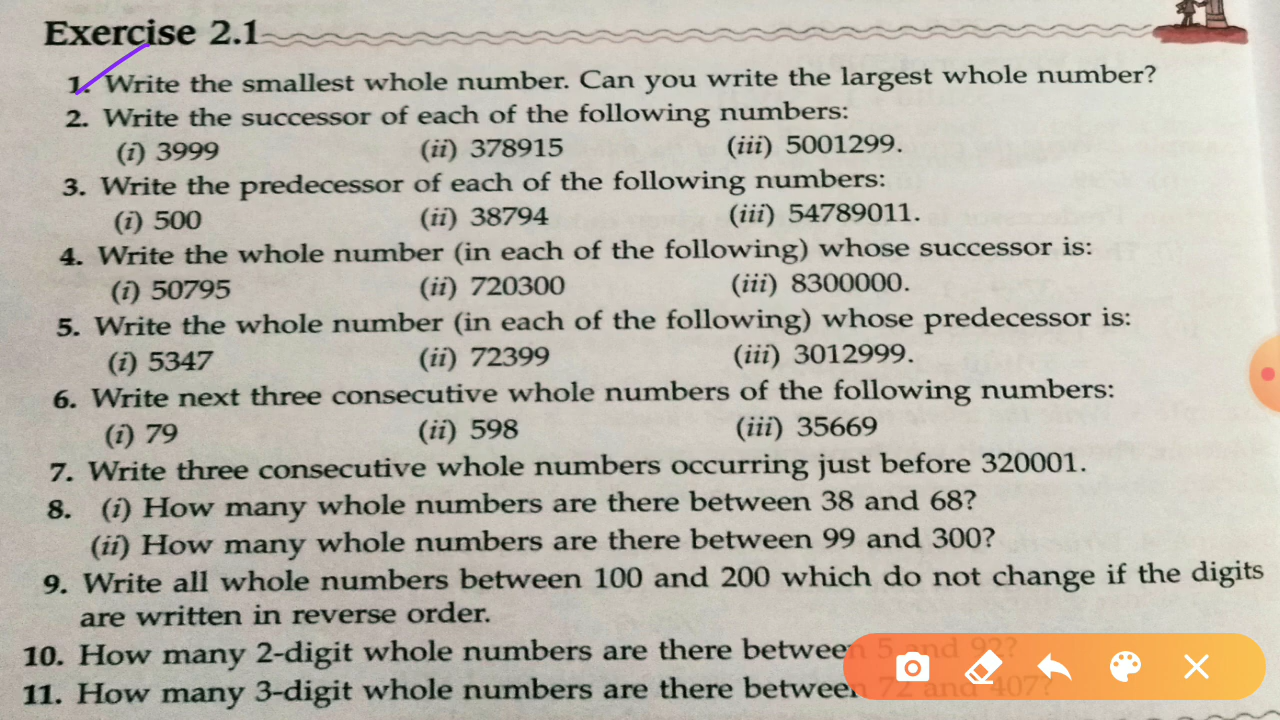 Exercise 2.1
1. Write the smallest whole number. Can you write the largest whole number?
2. Write the successor of each of the following numbers:
(i) 3999 (ii) 378915 (iii) 5001299.
3. Write the predecessor of each of the following numbers:
(i) 500 (ii) 38794 (iii) 54789011.
4. Write the whole number (in each of the following) whose successor is:
(i) 50795 (ii) 720300 (iii) 8300000.
5. Write the whole number (in each of the following) whose predecessor is:
(i) 5347 (ii) 72399 (iii) 3012999.
6. Write next three consecutive whole numbers of the following numbers:
(i) 79 (ii) 598 (iii) 35669
7. Write three consecutive whole numbers occurring just before 320001.
8. (i) How many whole numbers are there between 38 and 68?
(ii) How many whole numbers are there between 99 and 300?
9. Write all whole numbers between 100 and 200 which do not change if the digits
are written in reverse order.
10. How many 2-digit whole numbers are there between 5 and 92?
11. How many 3-digit whole numbers are there between 72 and 407?